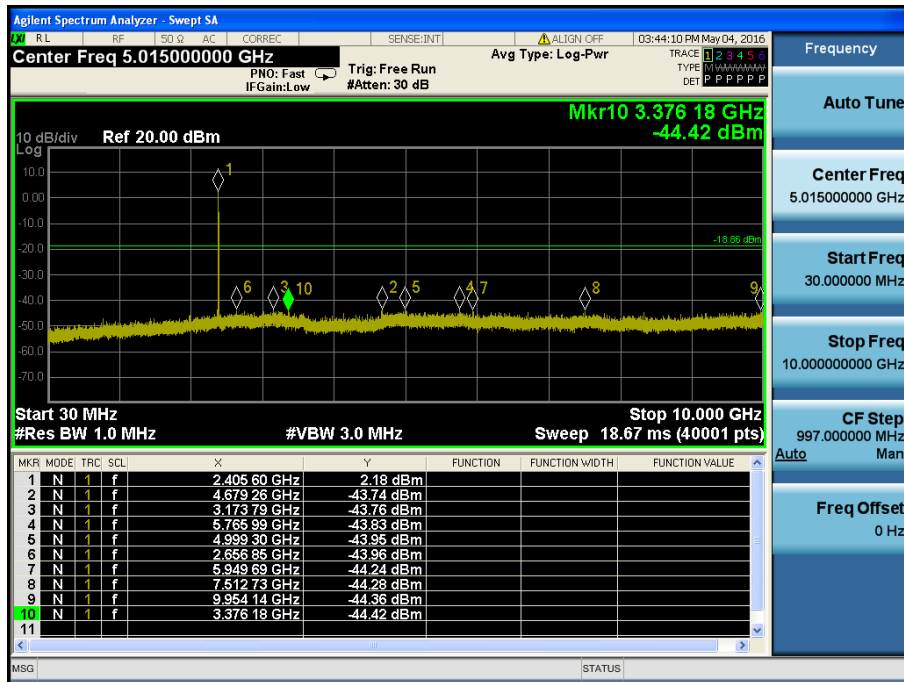 Agilent Spectrum Analyzer - Swept SA
LXI RL RF 50 Ω AC CORREC SENSE:INT ALIGN OFF 03:44:10 PM May 04, 2016
Center Freq 5.015000000 GHz
PNO: Fast
IFGain:Low
Trig: Free Run
#Atten: 30 dB
Avg Type: Log-Pwr
TRACE 1 2 3 4 5 6
TYPE M WWWWW
DET P P P P P P
Mkr10 3.376 18 GHz
-44.42 dBm
10 dB/div Ref 20.00 dBm
Log
10.0
0.00
-10.0
-20.0
-30.0
-40.0
-50.0
-60.0
-70.0
-18.86 dBm
1
6 3 10 2 5 4 7 8 9
Start 30 MHz Stop 10.000 GHz
#Res BW 1.0 MHz #VBW 3.0 MHz Sweep 18.67 ms (40001 pts)
MKR MODE TRC SCL X Y FUNCTION FUNCTION WIDTH FUNCTION VALUE
1 N 1 f 2.405 60 GHz 2.18 dBm
2 N 1 f 4.679 26 GHz -43.74 dBm
3 N 1 f 3.173 79 GHz -43.76 dBm
4 N 1 f 5.765 99 GHz -43.83 dBm
5 N 1 f 4.999 30 GHz -43.95 dBm
6 N 1 f 2.656 85 GHz -43.96 dBm
7 N 1 f 5.949 69 GHz -44.24 dBm
8 N 1 f 7.512 73 GHz -44.28 dBm
9 N 1 f 9.954 14 GHz -44.36 dBm
10 N 1 f 3.376 18 GHz -44.42 dBm
11
MSG STATUS
Frequency
Auto Tune
Center Freq
5.015000000 GHz
Start Freq
30.000000 MHz
Stop Freq
10.000000000 GHz
CF Step
997.000000 MHz
Auto Man
Freq Offset
0 Hz